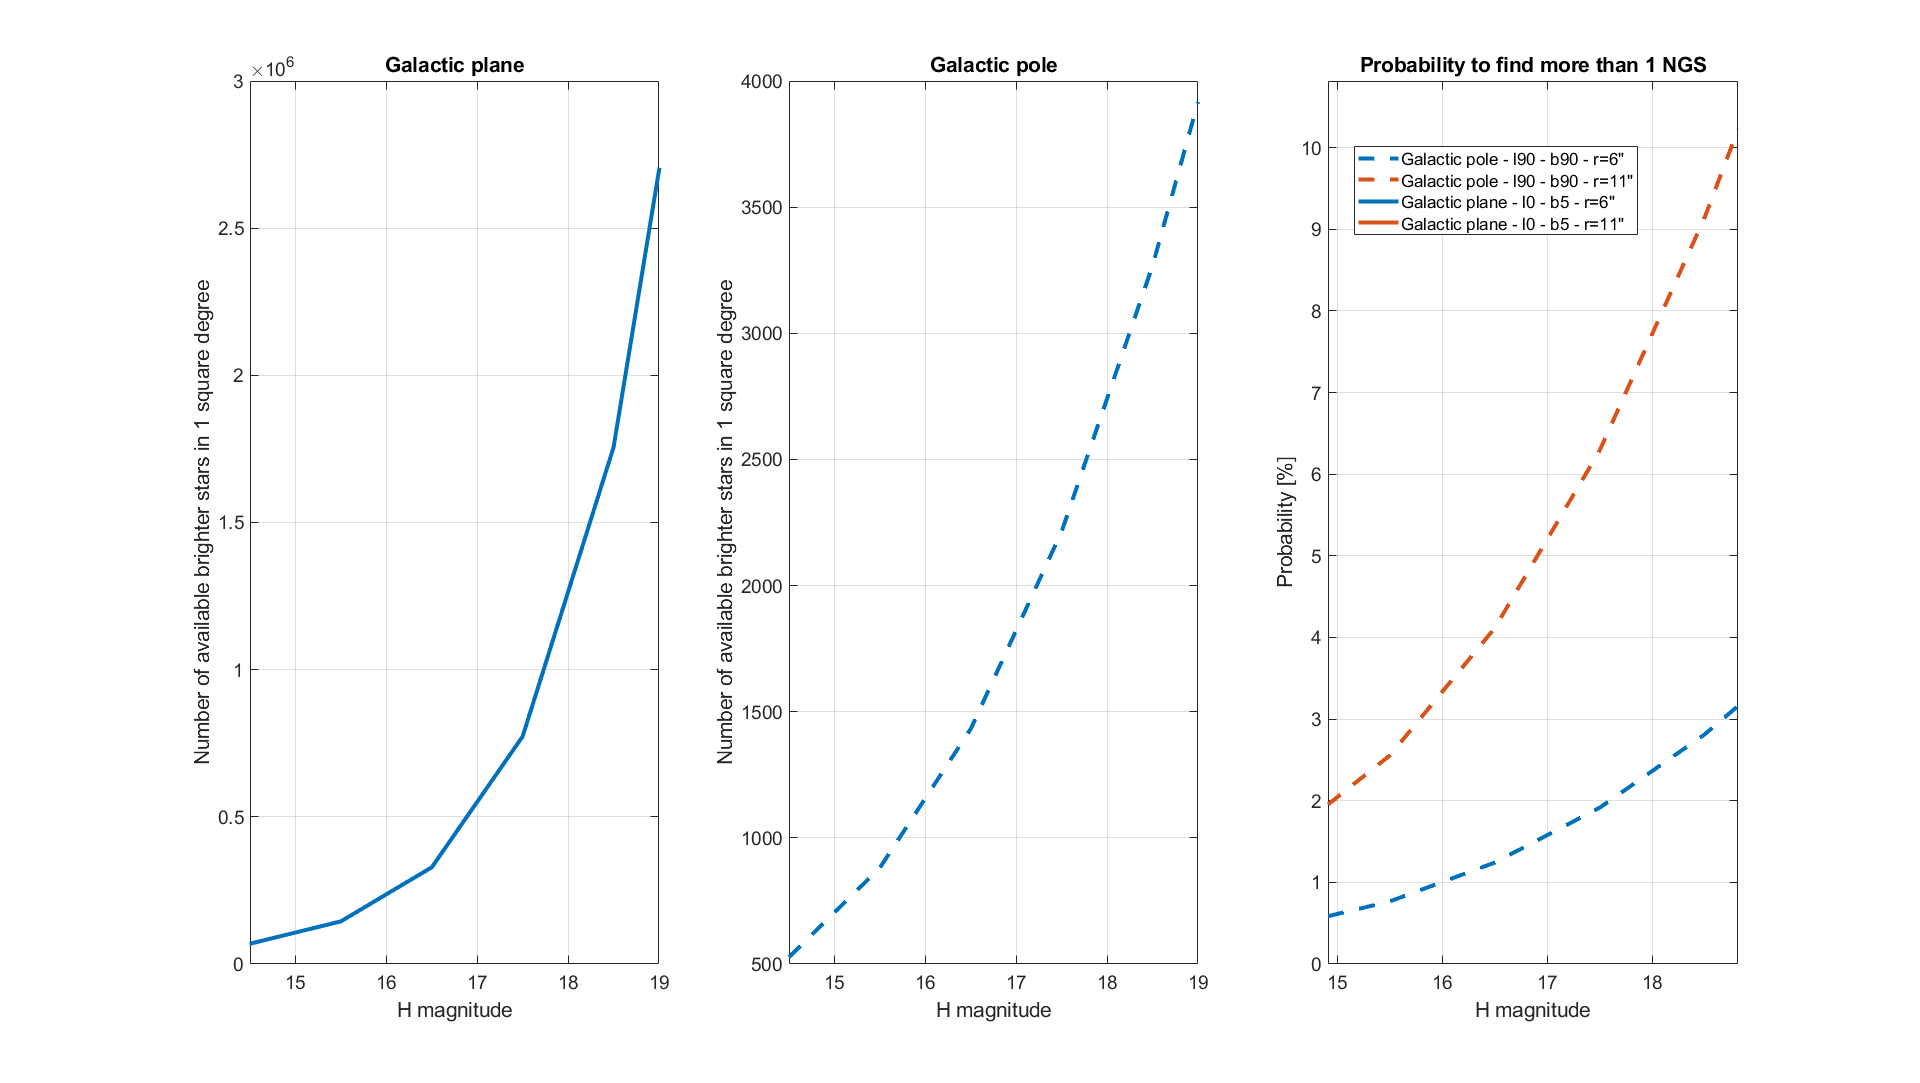 Galactic plane
×10^6
3
2.5
2
1.5
1
0.5
0
15 16 17 18 19
H magnitude
Number of available brighter stars in 1 square degree
Galactic pole
4000
3500
3000
2500
2000
1500
1000
500
15 16 17 18 19
H magnitude
Number of available brighter stars in 1 square degree
Probability to find more than 1 NGS
10
9
8
7
6
5
4
3
2
1
0
15 16 17 18
H magnitude
Probability [%]
Galactic pole - l90 - b90 - r=6"
Galactic pole - l90 - b90 - r=11"
Galactic plane - l0 - b5 - r=6"
Galactic plane - l0 - b5 - r=11"